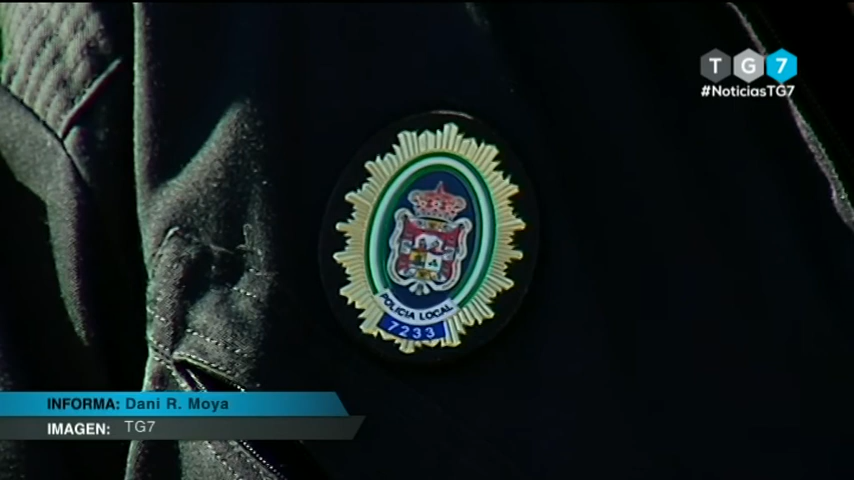 TG7
#NoticiasTG7
POLICIA LOCAL
7233
INFORMA: Dani R. Moya
IMAGEN: TG7